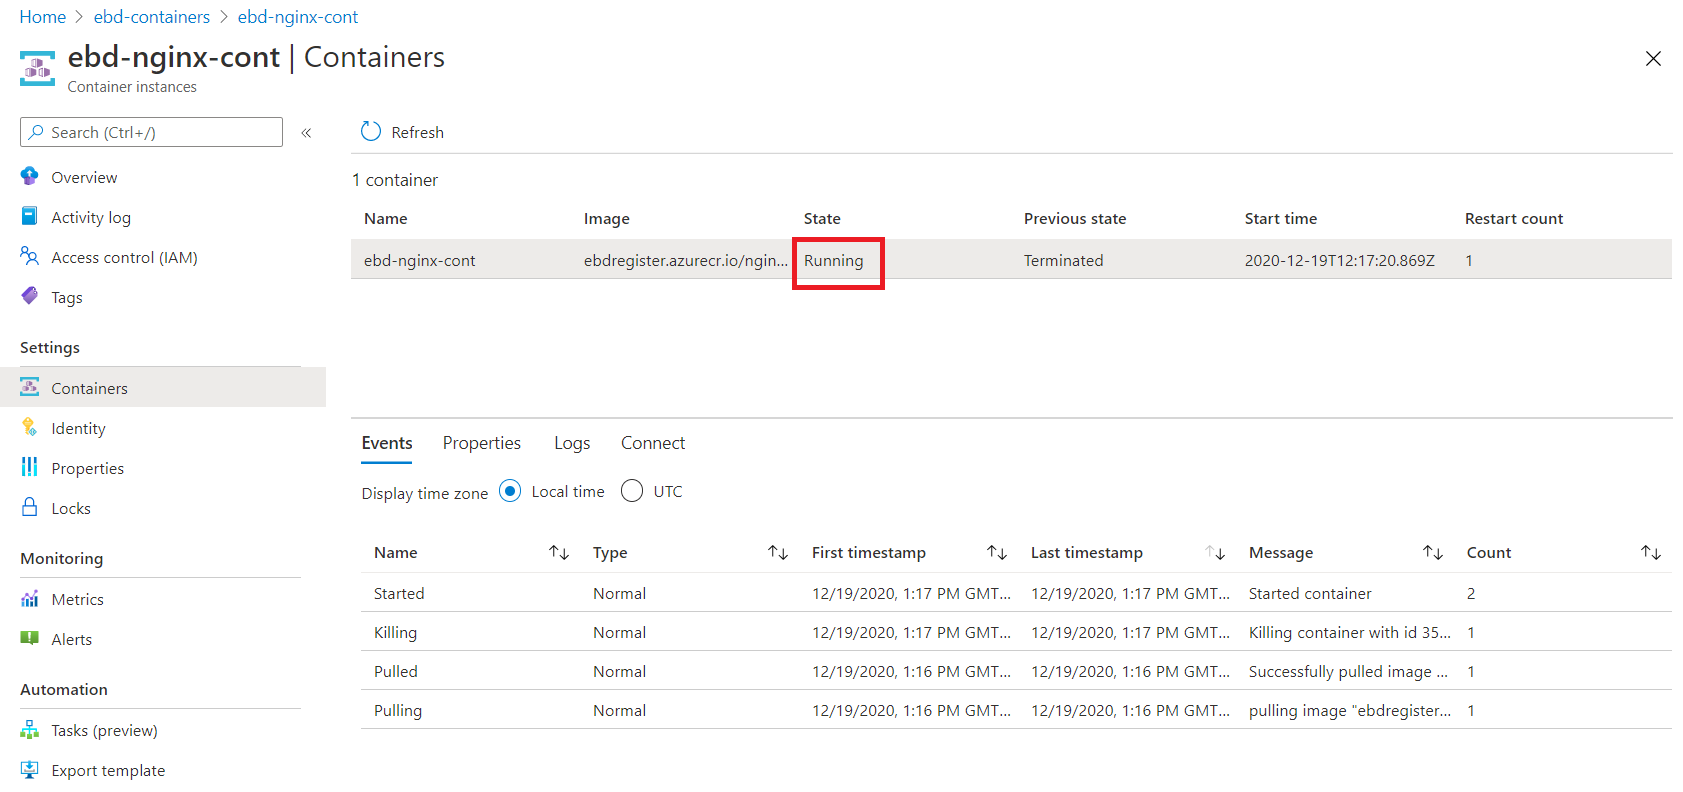 Home > ebd-containers > ebd-nginx-cont
ebd-nginx-cont | Containers
Container instances
Search (Ctrl+/)
«
Overview
Activity log
Access control (IAM)
Tags
Settings
Containers
Identity
Properties
Locks
Monitoring
Metrics
Alerts
Automation
Tasks (preview)
Export template
Refresh
1 container
Name Image State Previous state Start time Restart count
ebd-nginx-cont ebdregister.azurecr.io/ngin... Running Terminated 2020-12-19T12:17:20.869Z 1
Events Properties Logs Connect
Display time zone Local time UTC
Name Type First timestamp Last timestamp Message Count
Started Normal 12/19/2020, 1:17 PM GMT... 12/19/2020, 1:17 PM GMT... Started container 2
Killing Normal 12/19/2020, 1:17 PM GMT... 12/19/2020, 1:17 PM GMT... Killing container with id 35... 1
Pulled Normal 12/19/2020, 1:16 PM GMT... 12/19/2020, 1:16 PM GMT... Successfully pulled image ... 1
Pulling Normal 12/19/2020, 1:16 PM GMT... 12/19/2020, 1:16 PM GMT... pulling image "ebdregister... 1